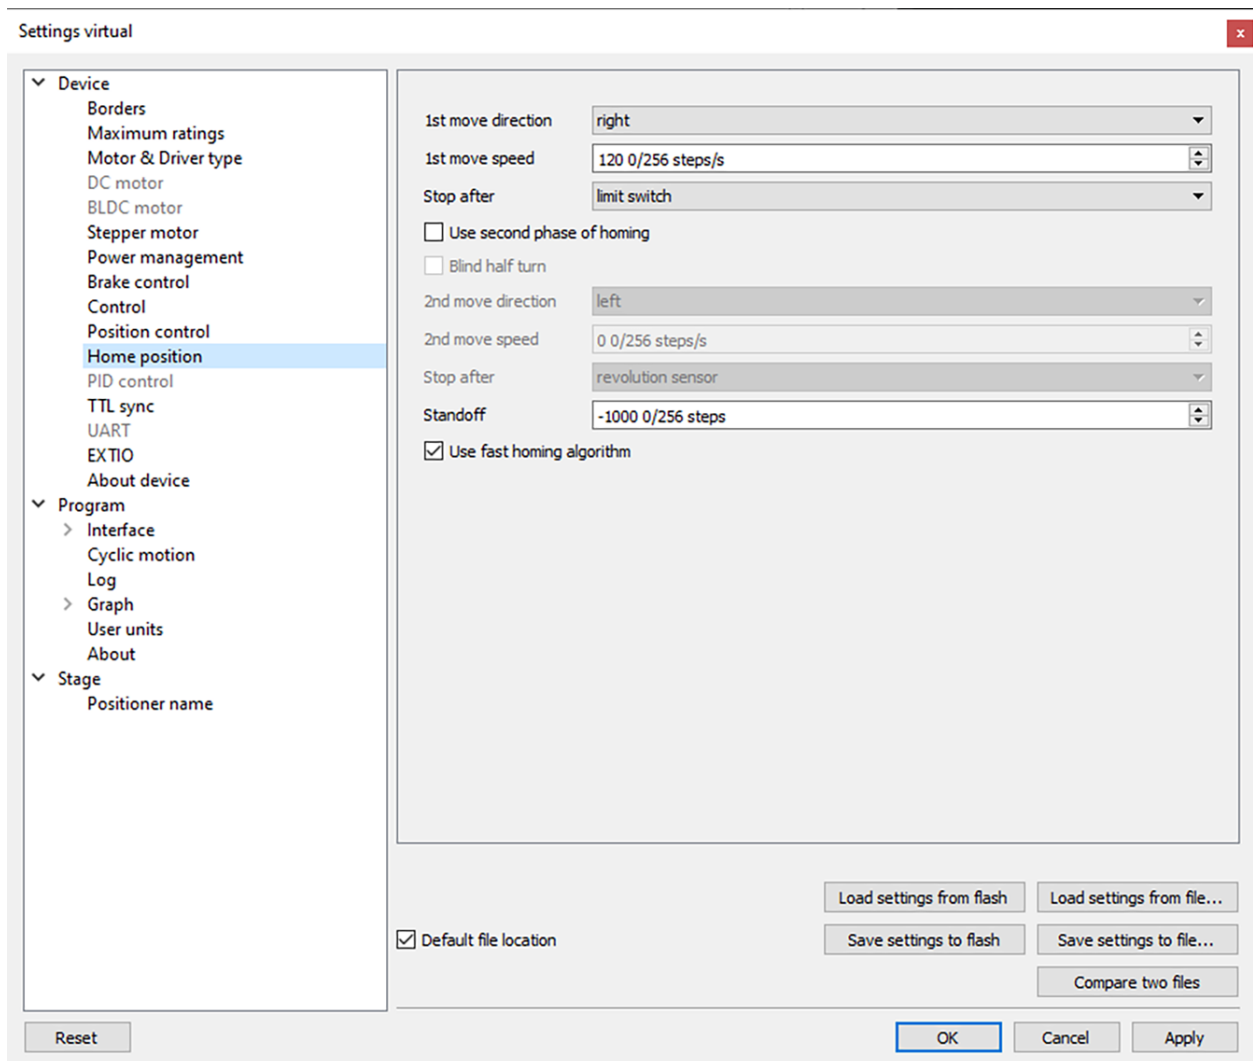 Settings virtual
x
Device
Borders
Maximum ratings
Motor & Driver type
DC motor
BLDC motor
Stepper motor
Power management
Brake control
Control
Position control
Home position
PID control
TTL sync
UART
EXTIO
About device
Program
Interface
Cyclic motion
Log
Graph
User units
About
Stage
Positioner name
1st move direction right
1st move speed 120 0/256 steps/s
Stop after limit switch
Use second phase of homing
Blind half turn
2nd move direction left
2nd move speed 0 0/256 steps/s
Stop after revolution sensor
Standoff -1000 0/256 steps
Use fast homing algorithm
Load settings from flash Load settings from file...
Default file location Save settings to flash Save settings to file...
Compare two files
Reset OK Cancel Apply